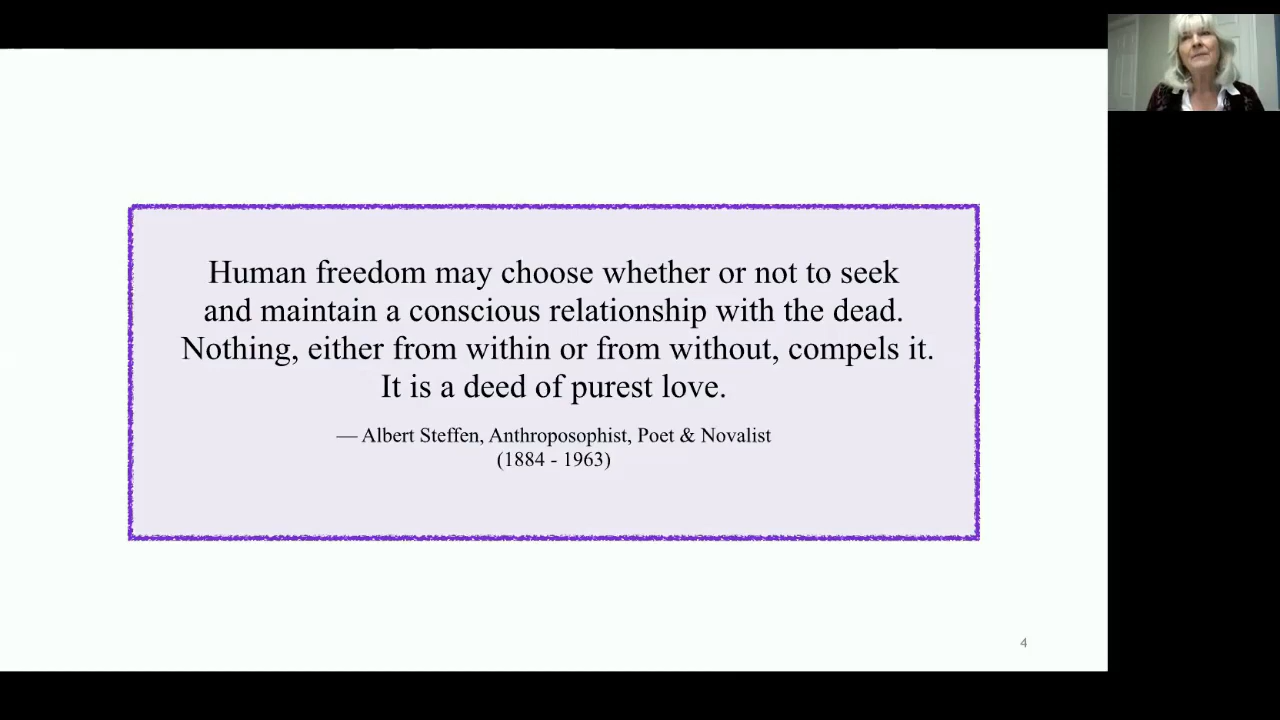 Human freedom may choose whether or not to seek
and maintain a conscious relationship with the dead.
Nothing, either from within or from without, compels it.
It is a deed of purest love.
— Albert Steffen, Anthroposophist, Poet & Novalist
(1884 - 1963)
4